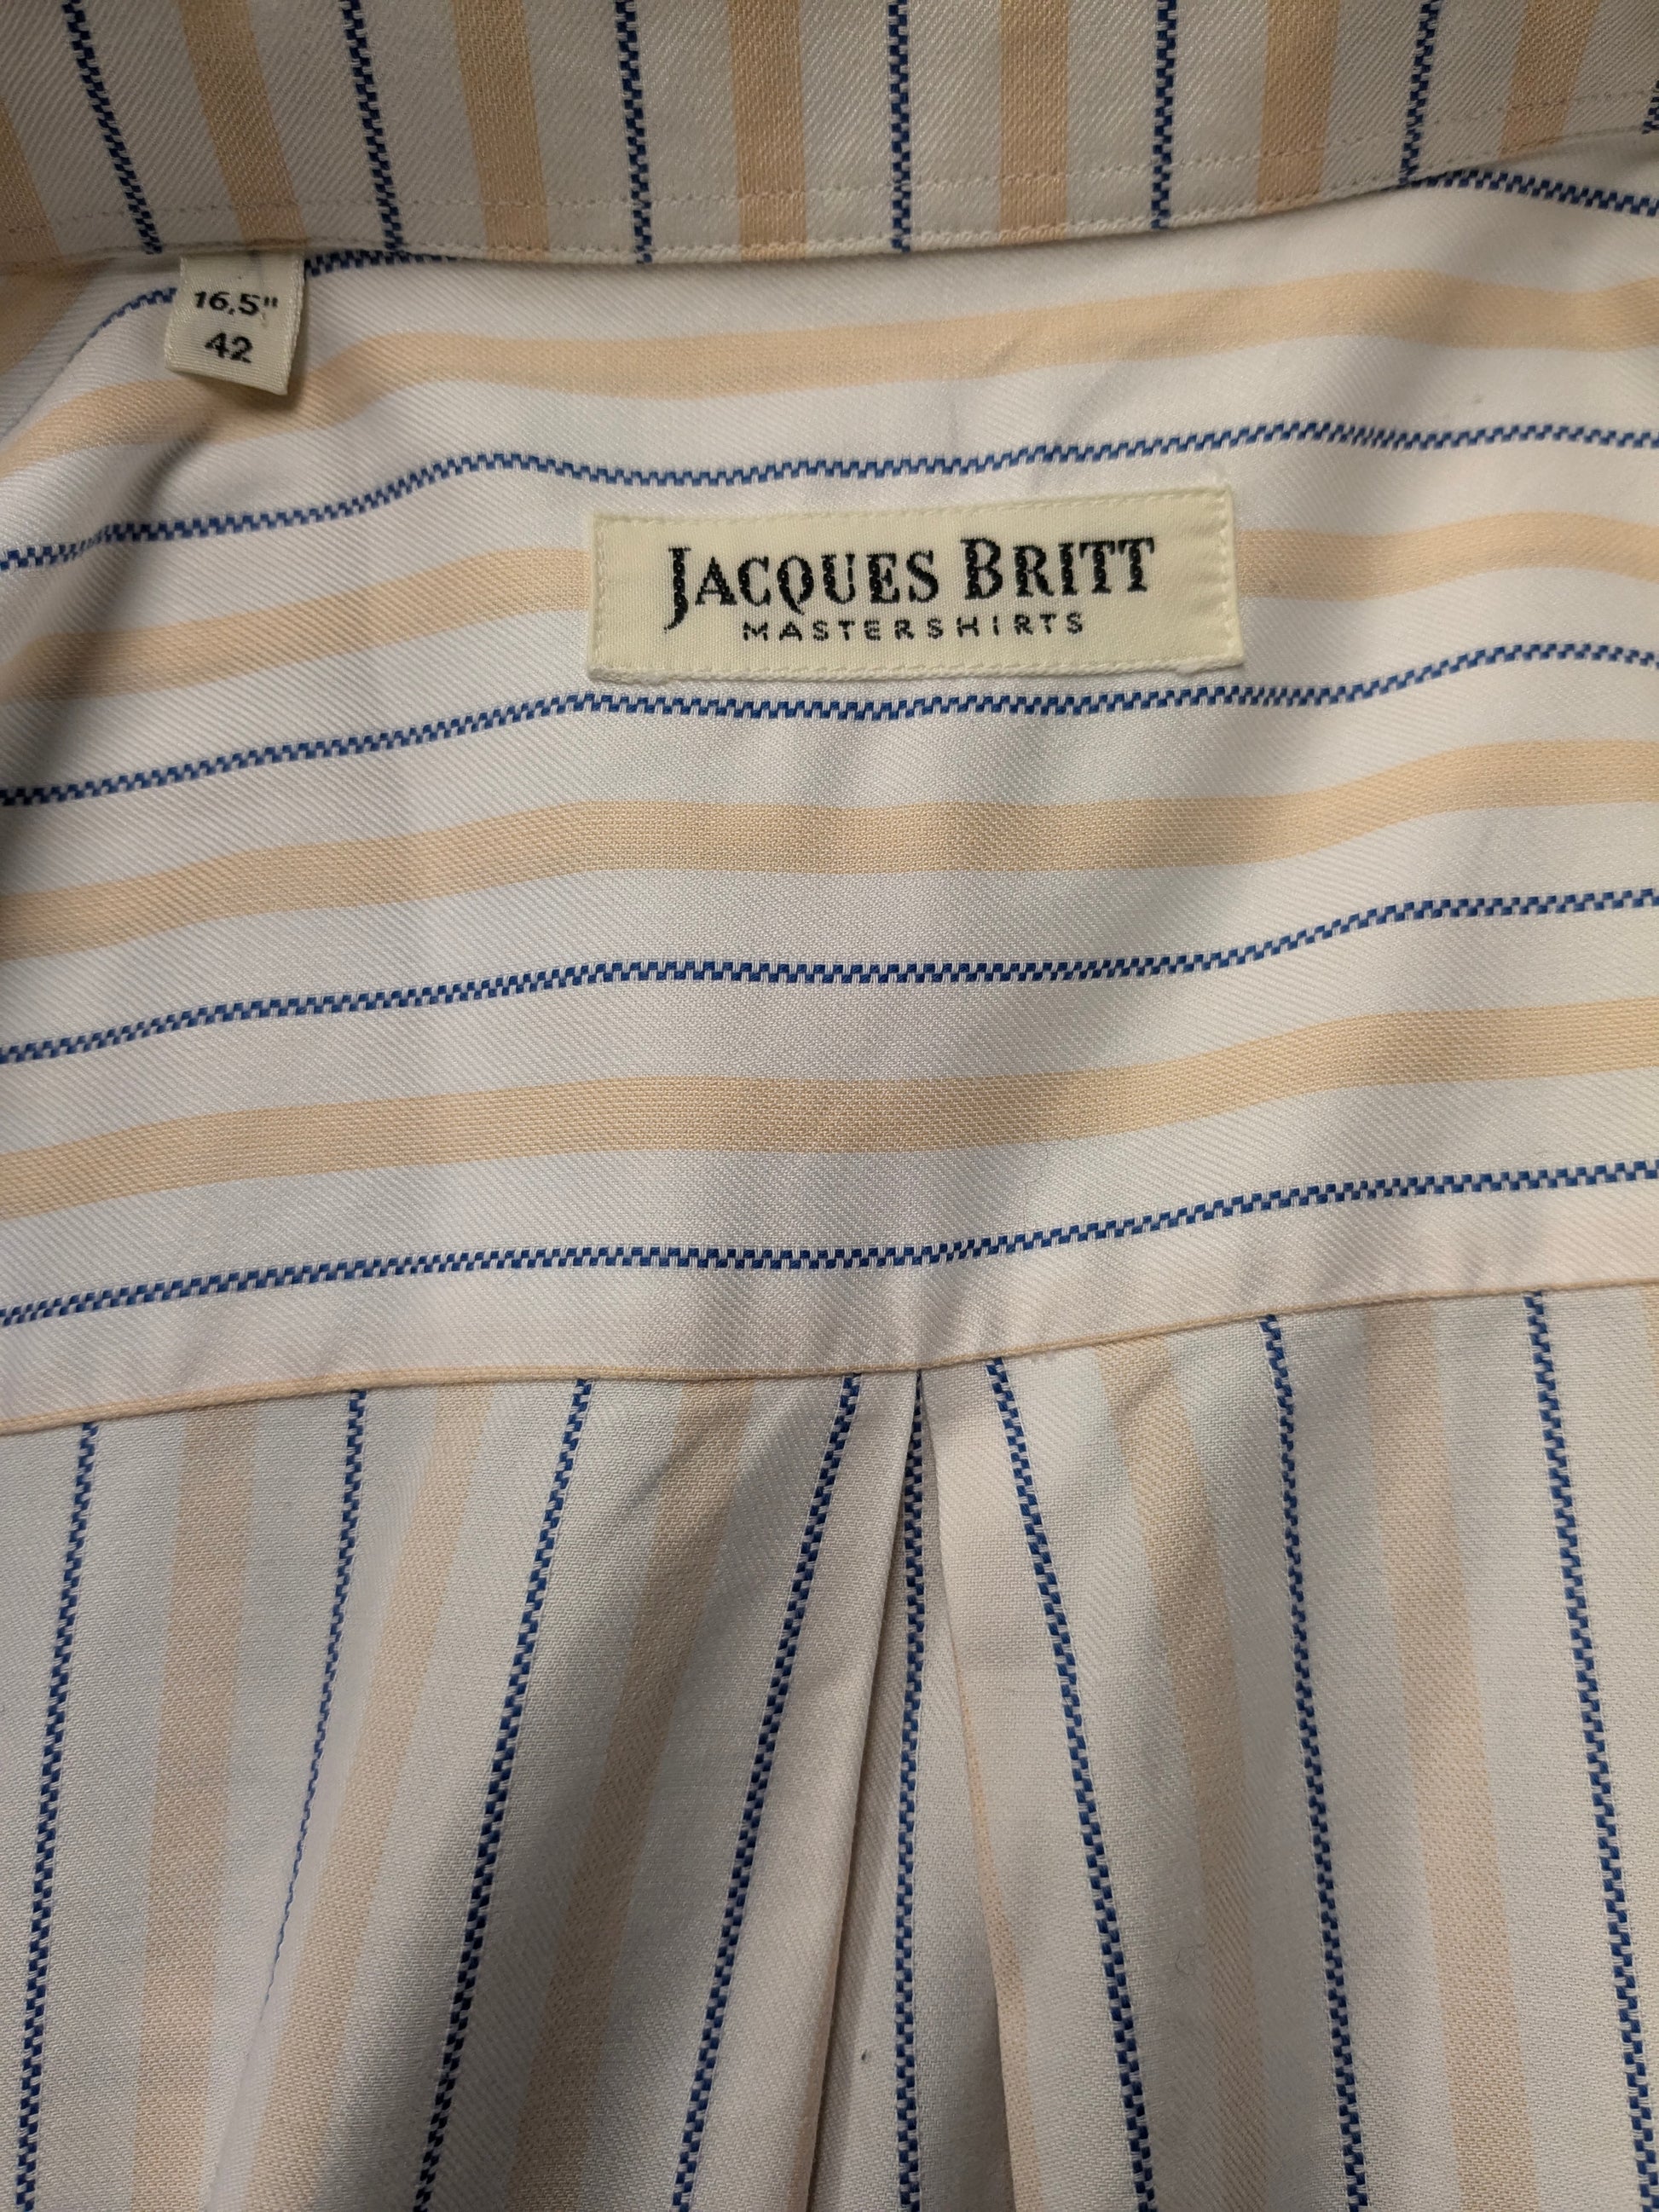 16.5"
42
JACQUES BRITT
MASTERSHIRTS